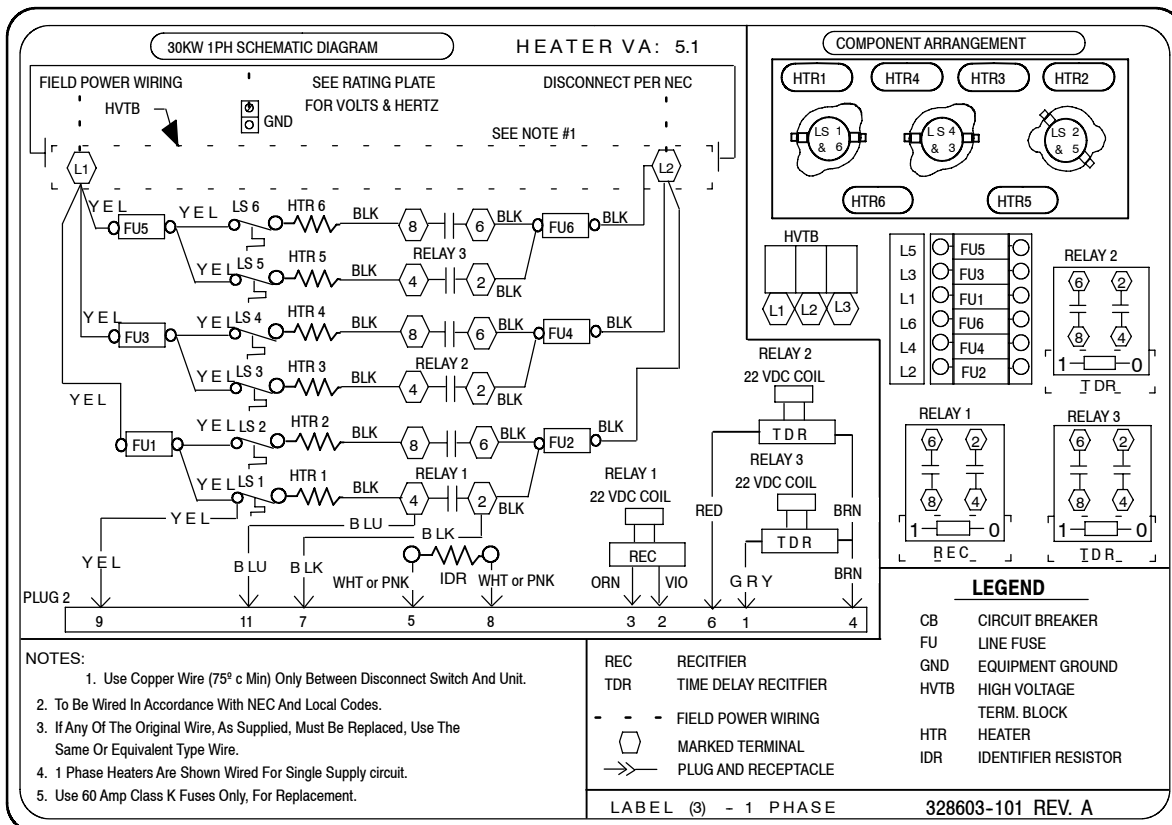 30KW 1PH SCHEMATIC DIAGRAM
HEATER VA: 5.1
FIELD POWER WIRING
SEE RATING PLATE
FOR VOLTS & HERTZ
DISCONNECT PER NEC
HVTB
GND
SEE NOTE #1
L1
L2
YEL
FU5
YEL
LS 6
HTR 6
BLK
8
6
BLK
FU6
BLK
RELAY 3
YEL
LS 5
HTR 5
BLK
4
2
BLK
YEL
FU3
YEL
LS 4
HTR 4
BLK
8
6
BLK
FU4
BLK
RELAY 2
YEL
LS 3
HTR 3
BLK
4
2
BLK
YEL
FU1
YEL
LS 2
HTR 2
BLK
8
6
BLK
FU2
BLK
RELAY 1
YEL
LS 1
HTR 1
BLK
4
2
BLK
YEL
BLU
BLK
YEL
BLU
BLK
WHT or PNK
IDR
WHT or PNK
RELAY 1
22 VDC COIL
REC
ORN
VIO
RELAY 2
22 VDC COIL
TDR
RELAY 3
22 VDC COIL
TDR
RED
GRY
BRN
BRN
PLUG 2
9 11 7 5 8 3 2 6 1 4
COMPONENT ARRANGEMENT
HTR1 HTR4 HTR3 HTR2
LS 1
& 6
LS 4
& 3
LS 2
& 5
HTR6 HTR5
HVTB
L1 L2 L3
L5 FU5
L3 FU3
L1 FU1
L6 FU6
L4 FU4
L2 FU2
RELAY 2
6 2
8 4
1 0
TDR
RELAY 1
6 2
8 4
1 0
REC
RELAY 3
6 2
8 4
1 0
TDR
NOTES:
1. Use Copper Wire (75º c Min) Only Between Disconnect Switch And Unit.
2. To Be Wired In Accordance With NEC And Local Codes.
3. If Any Of The Original Wire, As Supplied, Must Be Replaced, Use The
Same Or Equivalent Type Wire.
4. 1 Phase Heaters Are Shown Wired For Single Supply circuit.
5. Use 60 Amp Class K Fuses Only, For Replacement.
REC RECITFIER
TDR TIME DELAY RECITFIER
FIELD POWER WIRING
MARKED TERMINAL
PLUG AND RECEPTACLE
LEGEND
CB CIRCUIT BREAKER
FU LINE FUSE
GND EQUIPMENT GROUND
HVTB HIGH VOLTAGE
TERM. BLOCK
HTR HEATER
IDR IDENTIFIER RESISTOR
LABEL (3) - 1 PHASE
328603-101 REV. A